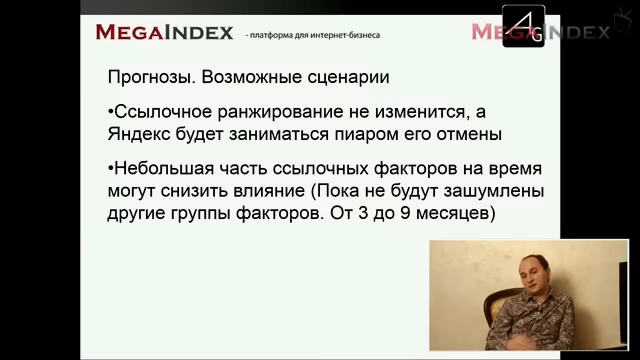 MEGAINDEX - платформа для интернет-бизнеса
AG
MEGAINDEX
Прогнозы. Возможные сценарии
•Ссылочное ранжирование не изменится, а
Яндекс будет заниматься пиаром его отмены
•Небольшая часть ссылочных факторов на время
могут снизить влияние (Пока не будут зашумлены
другие группы факторов. От 3 до 9 месяцев)